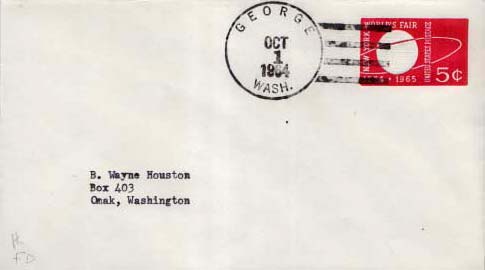 GEORGE
OCT
1
1964
WASH.
NEW YORK WORLD'S FAIR
UNITED STATES POSTAGE
1964 • 1965
5¢
B. Wayne Houston
Box 403
Omak, Washington
FD